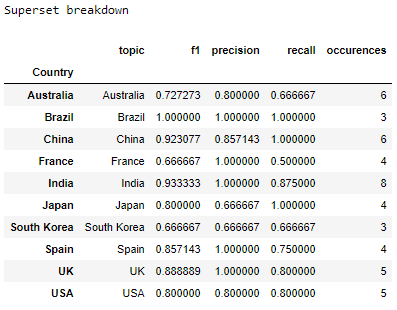 Superset breakdown
topic f1 precision recall occurences
Country
Australia Australia 0.727273 0.800000 0.666667 6
Brazil Brazil 1.000000 1.000000 1.000000 3
China China 0.923077 0.857143 1.000000 6
France France 0.666667 1.000000 0.500000 4
India India 0.933333 1.000000 0.875000 8
Japan Japan 0.800000 0.666667 1.000000 4
South Korea South Korea 0.666667 0.666667 0.666667 3
Spain Spain 0.857143 1.000000 0.750000 4
UK UK 0.888889 1.000000 0.800000 5
USA USA 0.800000 0.800000 0.800000 5